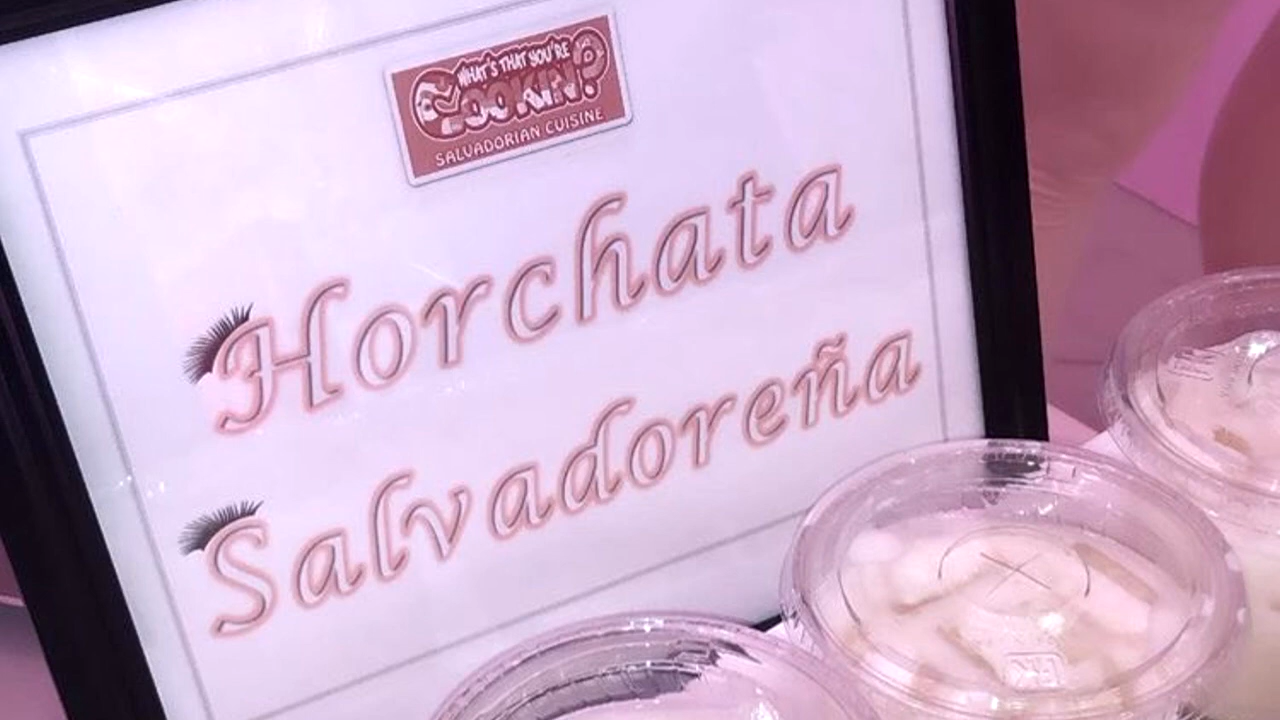 WHAT'S THAT YOU'RE
COOKIN?
SALVADORIAN CUISINE
Horchata
Salvadoreña